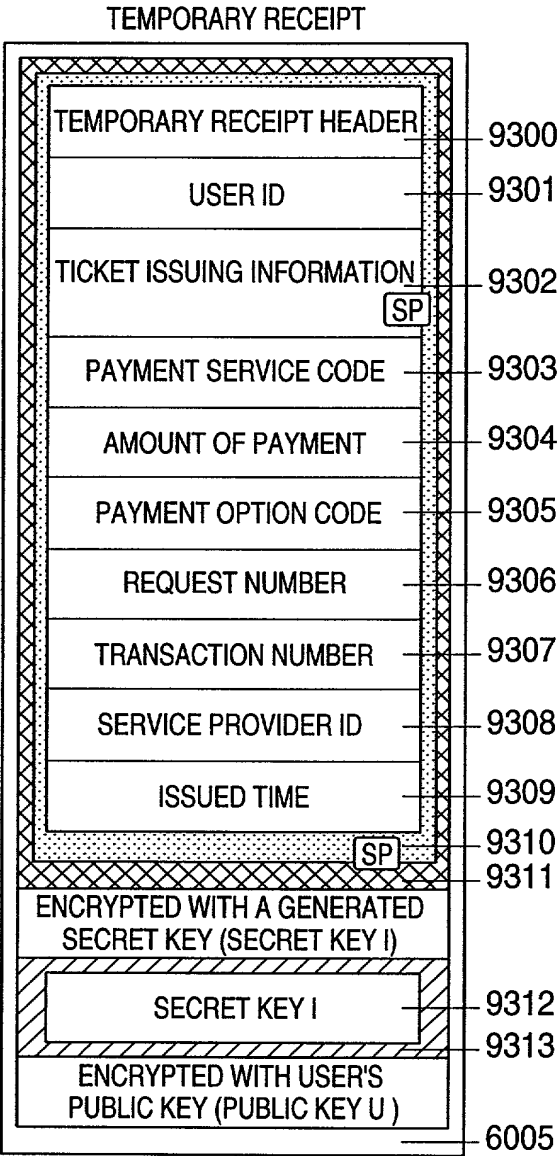 TEMPORARY RECEIPT
TEMPORARY RECEIPT HEADER 9300
USER ID 9301
TICKET ISSUING INFORMATION 9302
SP
PAYMENT SERVICE CODE 9303
AMOUNT OF PAYMENT 9304
PAYMENT OPTION CODE 9305
REQUEST NUMBER 9306
TRANSACTION NUMBER 9307
SERVICE PROVIDER ID 9308
ISSUED TIME 9309
SP 9310
9311
ENCRYPTED WITH A GENERATED
SECRET KEY (SECRET KEY I)
SECRET KEY I 9312
9313
ENCRYPTED WITH USER'S
PUBLIC KEY (PUBLIC KEY U )
6005